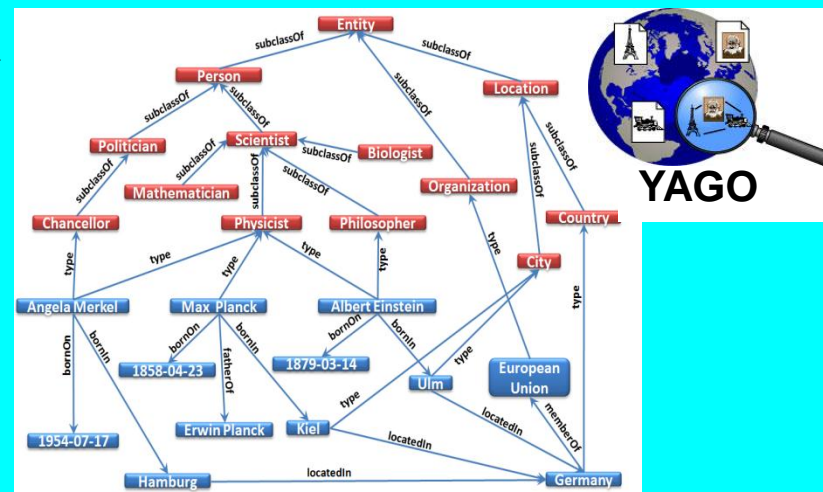 Entity
subclassOf
subclassOf
Person
subclassOf
Location
YAGO
subclassOf
subclassOf
subclassOf
subclassOf
Politician
Scientist
subclassOf
Biologist
subclassOf
subclassOf
subclassOf
subclassOf
subclassOf
Mathematician
Organization
Chancellor
Physicist
Philosopher
Country
type
type
type
type
type
type
City
type
Angela Merkel
Max Planck
Albert Einstein
type
type
bornOn
bornIn
bornOn
fatherOf
bornIn
bornOn
bornIn
1858-04-23
1879-03-14
Ulm
European
Union
type
1954-07-17
Erwin Planck
Kiel
locatedIn
locatedIn
memberOf
Hamburg
locatedIn
Germany